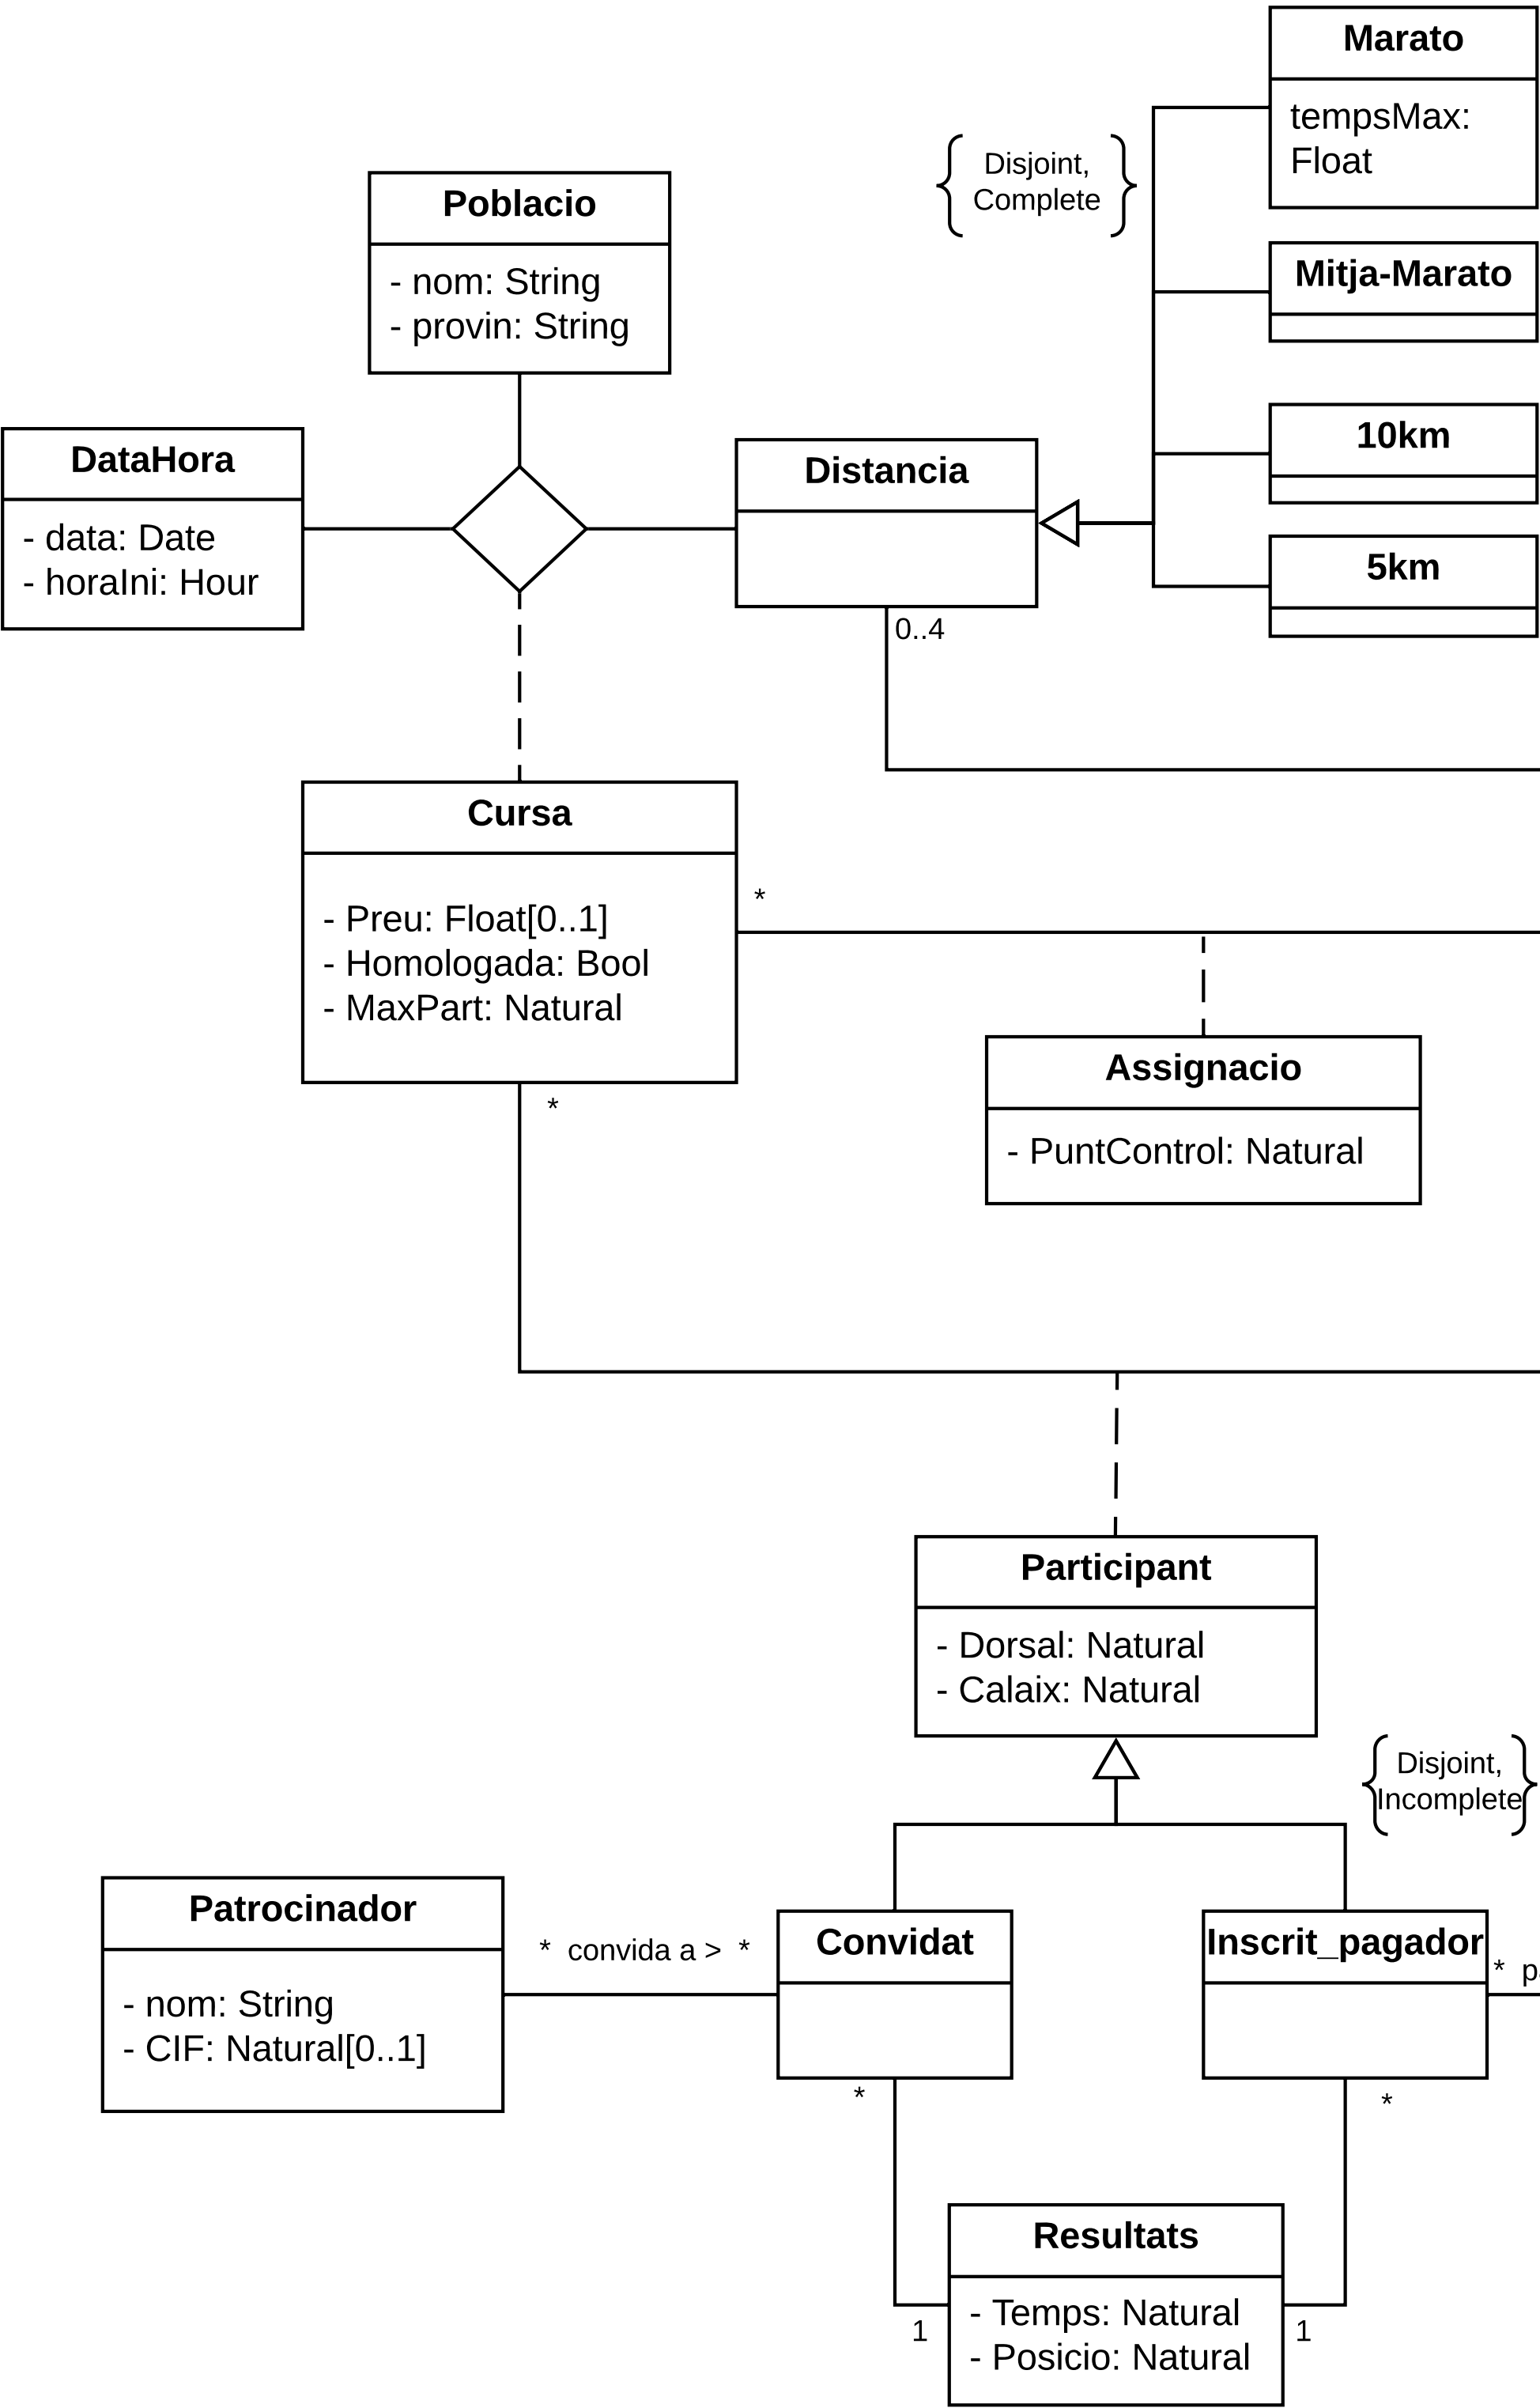 Marato
tempsMax:
Float
Disjoint,
Complete
Poblacio
- nom: String
- provin: String
Mitja-Marato
10km
DataHora
- data: Date
- horaIni: Hour
Distancia
5km
0..4
Cursa
- Preu: Float[0..1]
- Homologada: Bool
- MaxPart: Natural
*
*
Assignacio
- PuntControl: Natural
Participant
- Dorsal: Natural
- Calaix: Natural
Disjoint,
Incomplete
Patrocinador
- nom: String
- CIF: Natural[0..1]
* convida a > *
Convidat
Inscrit_pagador
*
*
*
Resultats
- Temps: Natural
- Posicio: Natural
1
1